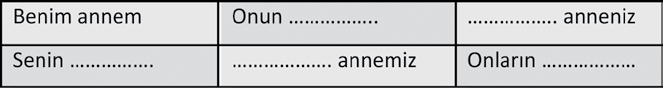 Benim annem
Onun ……………..
…………….. anneniz
Senin …………….
………………. annemiz
Onların ………………